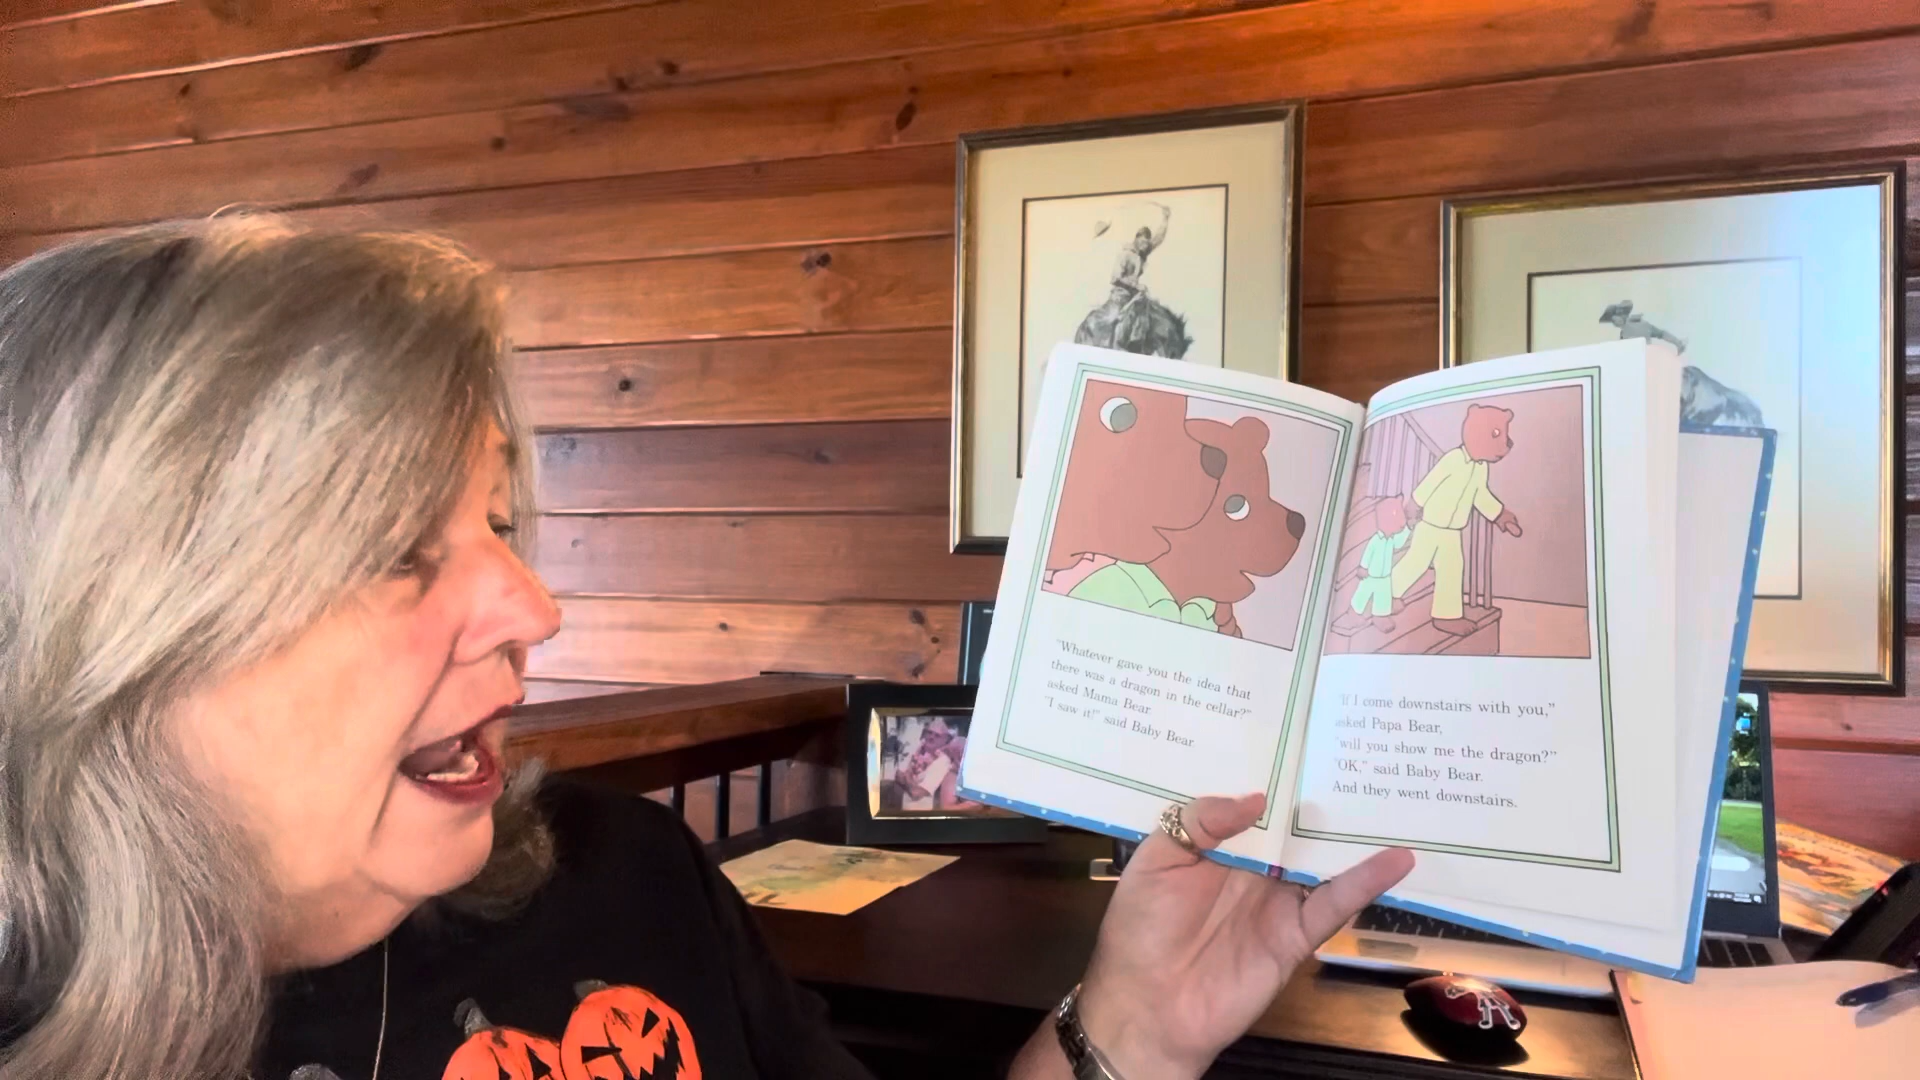 "Whatever gave you the idea that
there was a dragon in the cellar?"
asked Mama Bear.
"I saw it!" said Baby Bear.
"If I come downstairs with you,"
asked Papa Bear,
"will you show me the dragon?"
"OK," said Baby Bear.
And they went downstairs.